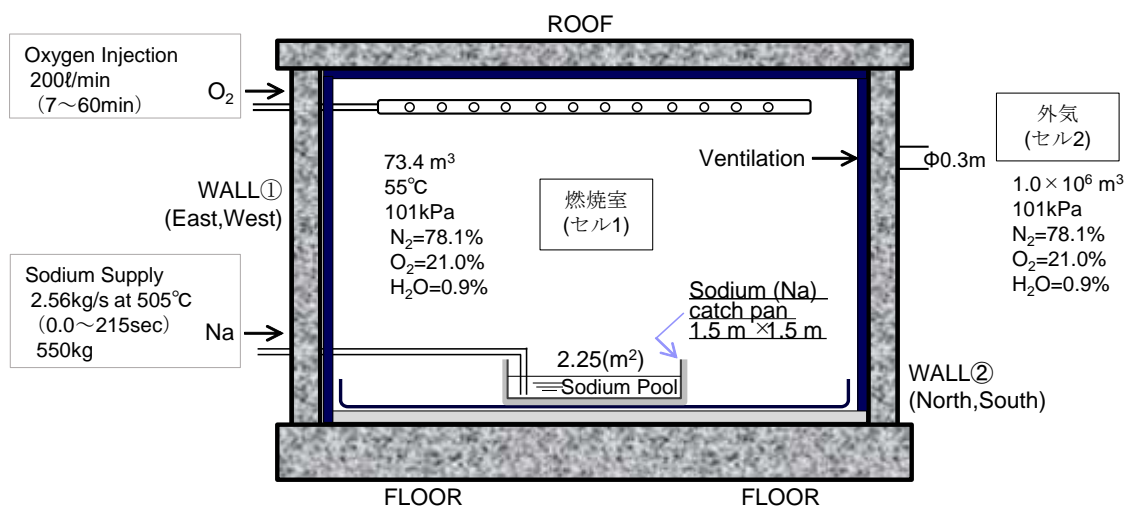 ROOF
Oxygen Injection
200ℓ/min
（7～60min）
O₂
外気
(セル2)
Ventilation
Φ0.3m
73.4 m³
55℃
101kPa
N₂=78.1%
O₂=21.0%
H₂O=0.9%
燃焼室
(セル1)
1.0×10⁶ m³
101kPa
N₂=78.1%
O₂=21.0%
H₂O=0.9%
WALL①
(East,West)
Sodium Supply
2.56kg/s at 505℃
（0.0～215sec）
550kg
Na
Sodium (Na)
catch pan
1.5 m ×1.5 m
2.25(m²)
Sodium Pool
WALL②
(North,South)
FLOOR
FLOOR